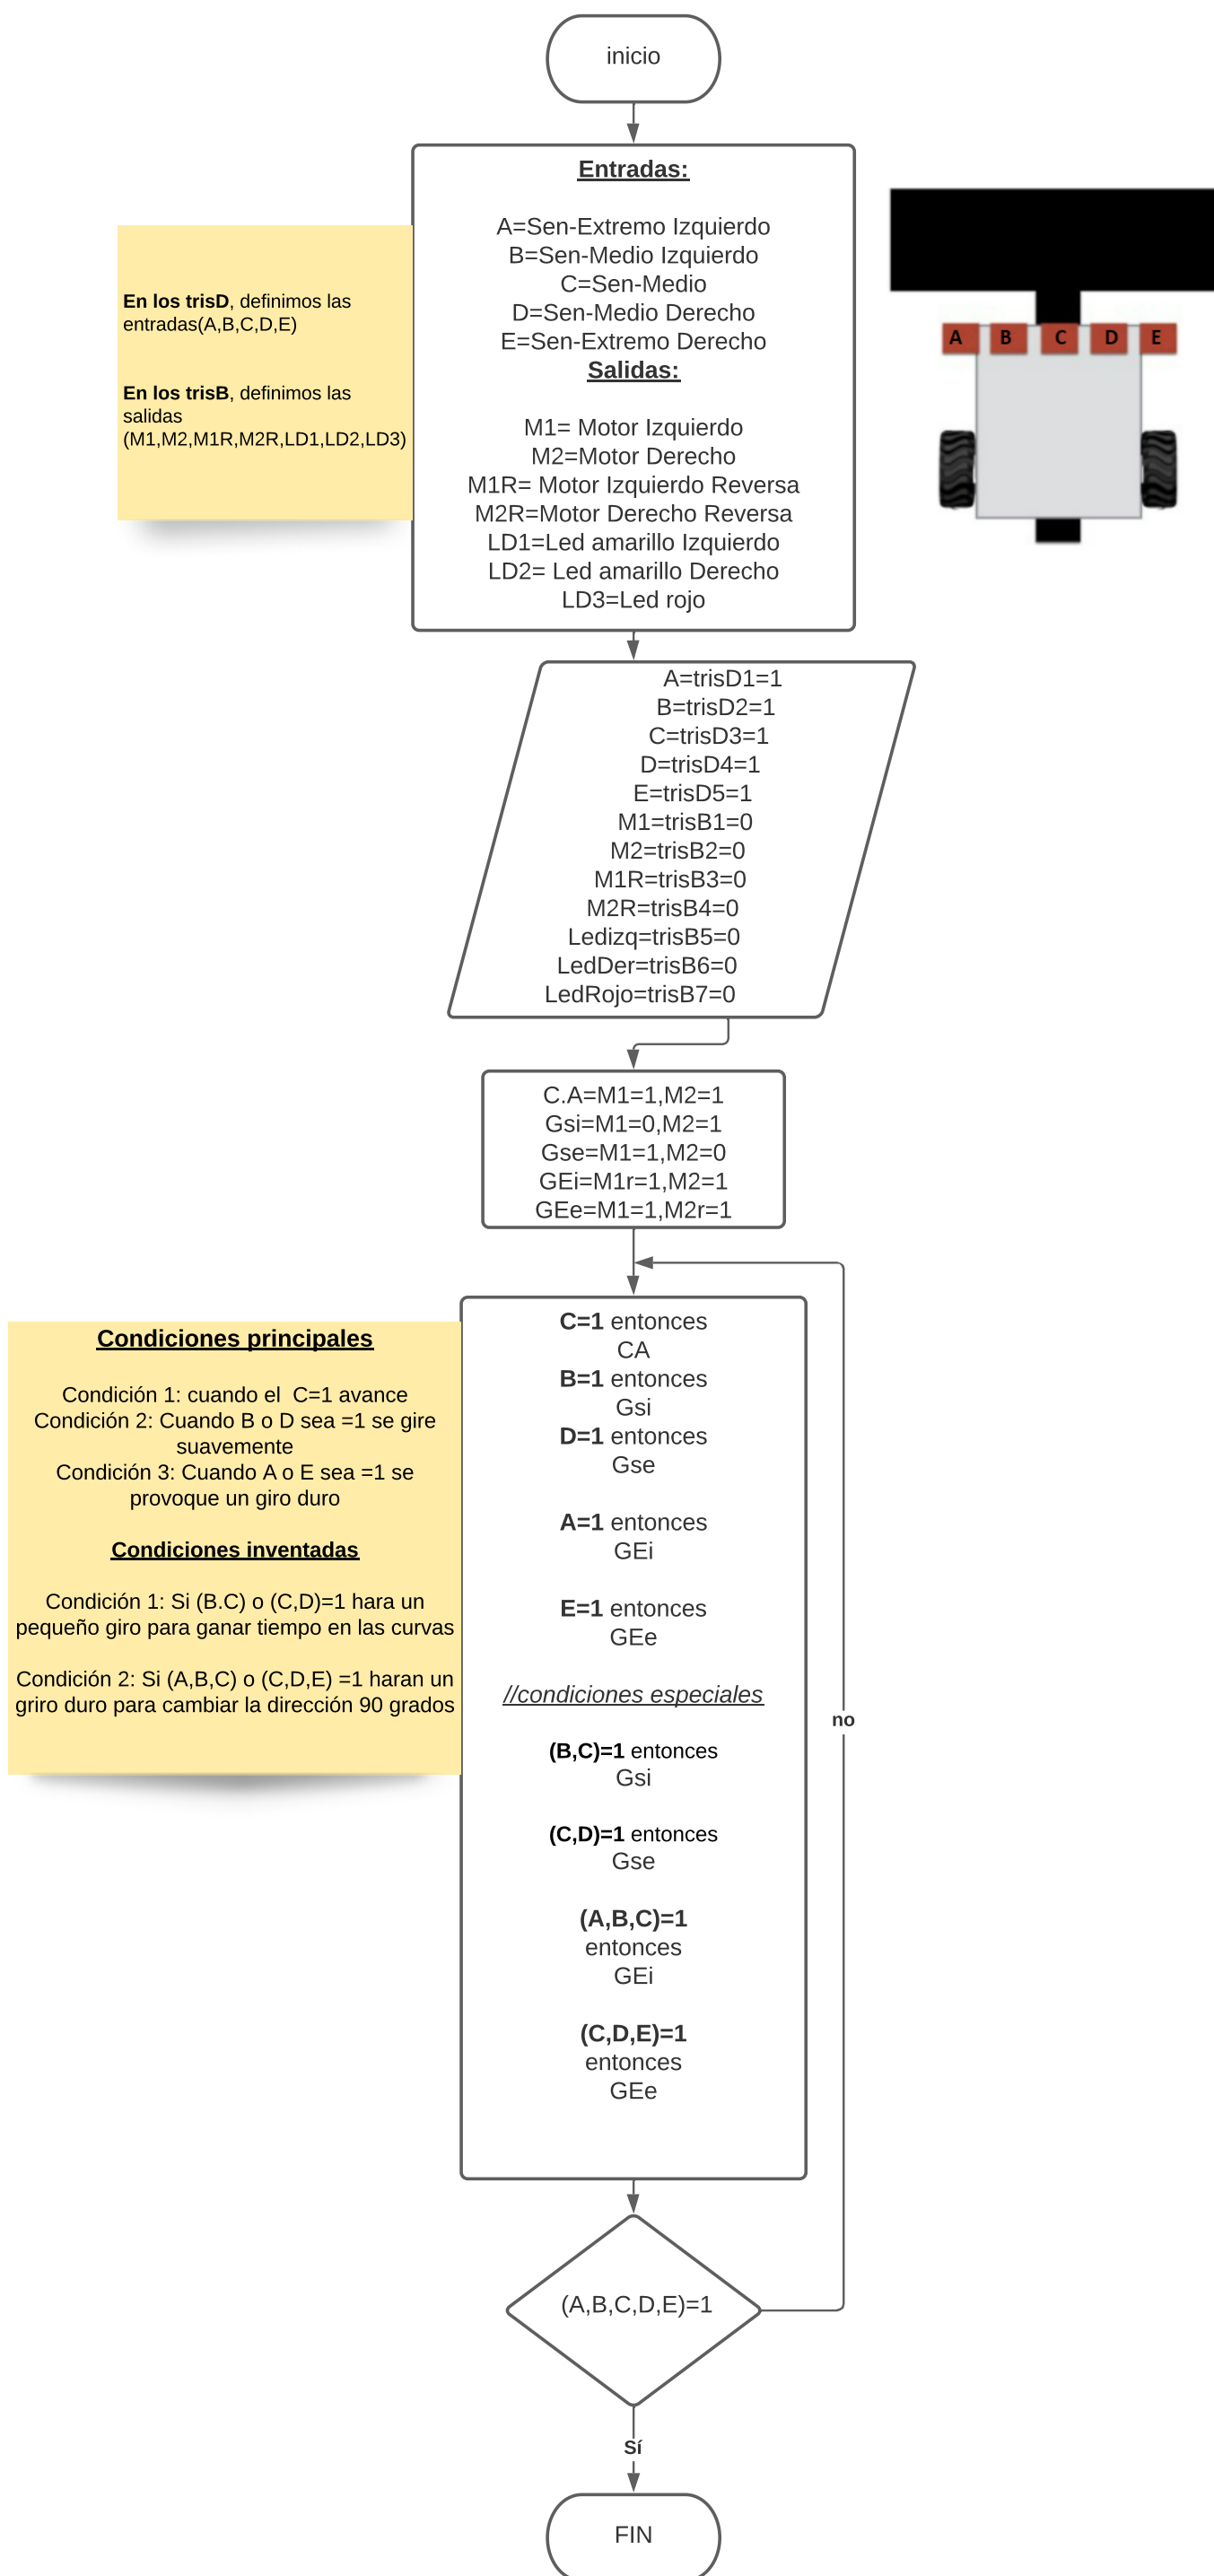 inicio
Entradas:
A=Sen-Extremo Izquierdo
B=Sen-Medio Izquierdo
C=Sen-Medio
D=Sen-Medio Derecho
E=Sen-Extremo Derecho
Salidas:
M1= Motor Izquierdo
M2=Motor Derecho
M1R= Motor Izquierdo Reversa
M2R=Motor Derecho Reversa
LD1=Led amarillo Izquierdo
LD2= Led amarillo Derecho
LD3=Led rojo
En los trisD, definimos las
entradas(A,B,C,D,E)
En los trisB, definimos las
salidas
(M1,M2,M1R,M2R,LD1,LD2,LD3)
A B C D E
A=trisD1=1
B=trisD2=1
C=trisD3=1
D=trisD4=1
E=trisD5=1
M1=trisB1=0
M2=trisB2=0
M1R=trisB3=0
M2R=trisB4=0
Ledizq=trisB5=0
LedDer=trisB6=0
LedRojo=trisB7=0
C.A=M1=1,M2=1
Gsi=M1=0,M2=1
Gse=M1=1,M2=0
GEi=M1r=1,M2=1
GEe=M1=1,M2r=1
Condiciones principales
Condición 1: cuando el  C=1 avance
Condición 2: Cuando B o D sea =1 se gire
suavemente
Condición 3: Cuando A o E sea =1 se
provoque un giro duro
Condiciones inventadas
Condición 1: Si (B.C) o (C,D)=1 hara un
pequeño giro para ganar tiempo en las curvas
Condición 2: Si (A,B,C) o (C,D,E) =1 haran un
griro duro para cambiar la dirección 90 grados
C=1 entonces
CA
B=1 entonces
Gsi
D=1 entonces
Gse
A=1 entonces
GEi
E=1 entonces
GEe
//condiciones especiales
(B,C)=1 entonces
Gsi
(C,D)=1 entonces
Gse
(A,B,C)=1
entonces
GEi
(C,D,E)=1
entonces
GEe
no
(A,B,C,D,E)=1
Sí
FIN